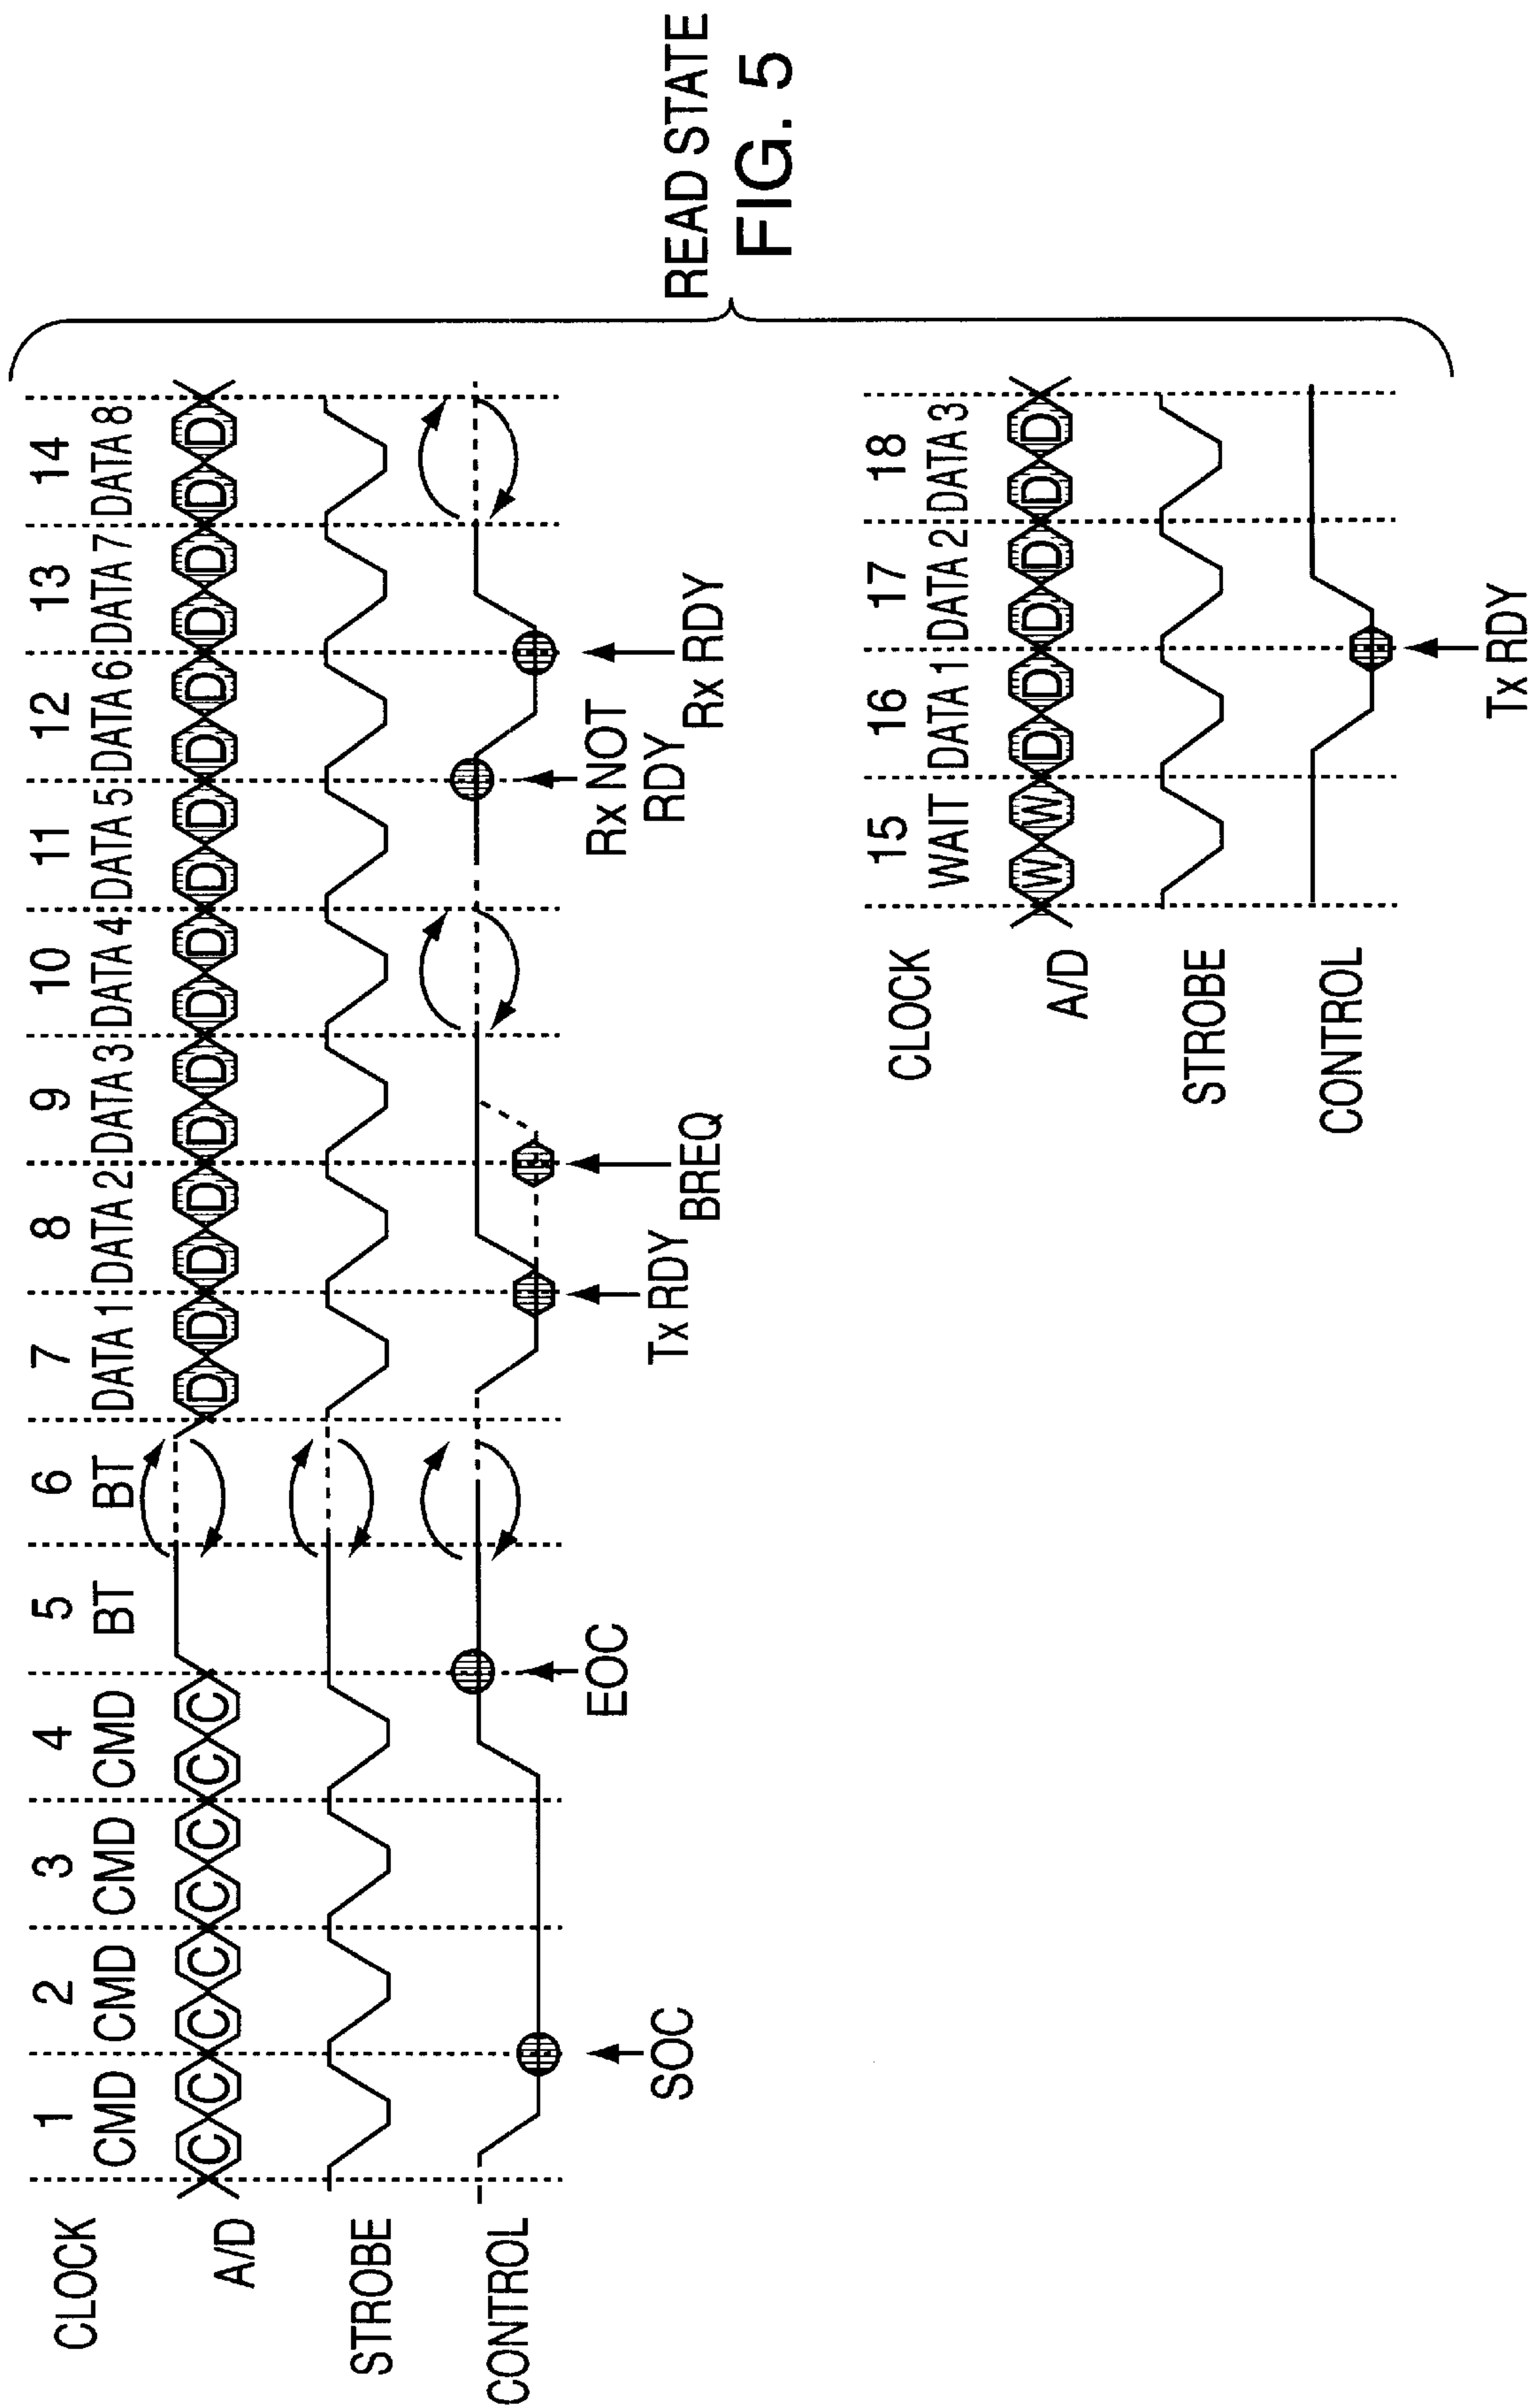 CLOCK 1 2 3 4 5 6 7 8 9 10 11 12 13 14
CMD CMD CMD CMD BT BT DATA 1 DATA 2 DATA 3 DATA 4 DATA 5 DATA 6 DATA 7 DATA 8
A/D C C C C C C C C D D D D D D D D D D D D D D D D
STROBE
CONTROL
SOC
EOC
Tx RDY
BREQ
Rx NOT
RDY
Rx RDY
CLOCK 15 16 17 18
WAIT DATA 1 DATA 2 DATA 3
A/D W W D D D D D D
STROBE
CONTROL
Tx RDY
READ STATE
FIG. 5